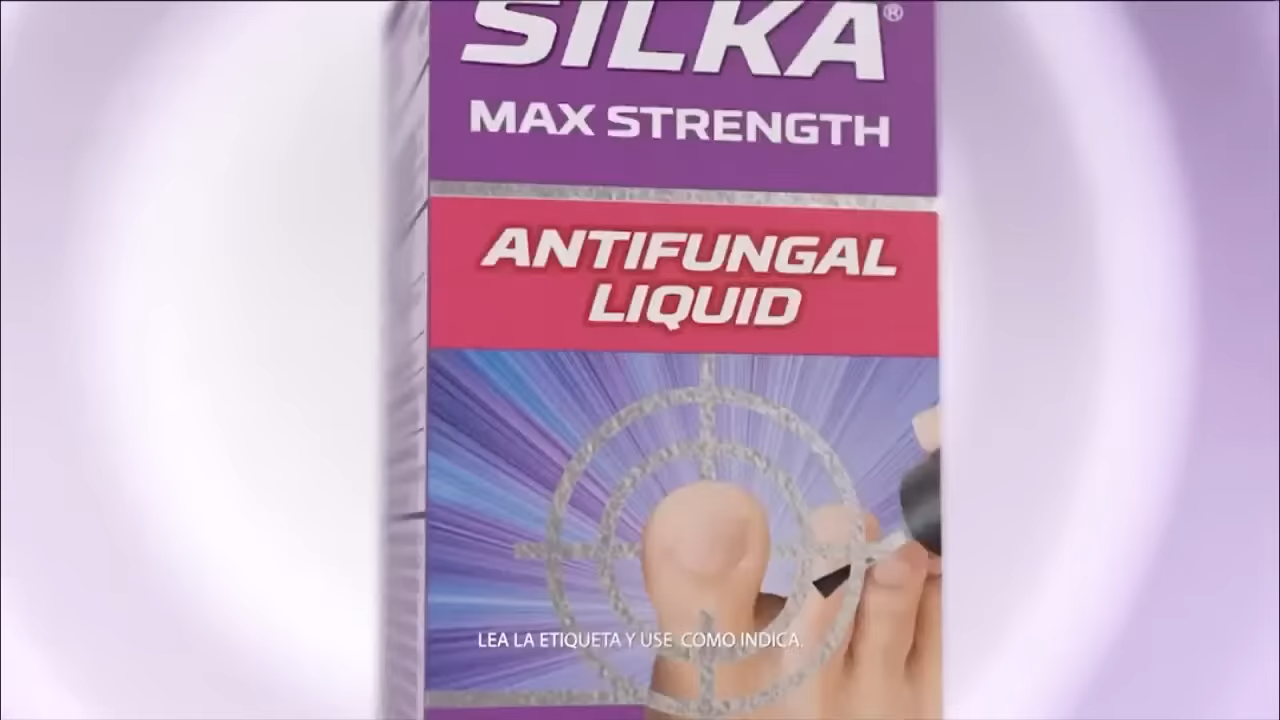 SILKA®
MAX STRENGTH
ANTIFUNGAL
LIQUID
LEA LA ETIQUETA Y USE COMO INDICA.